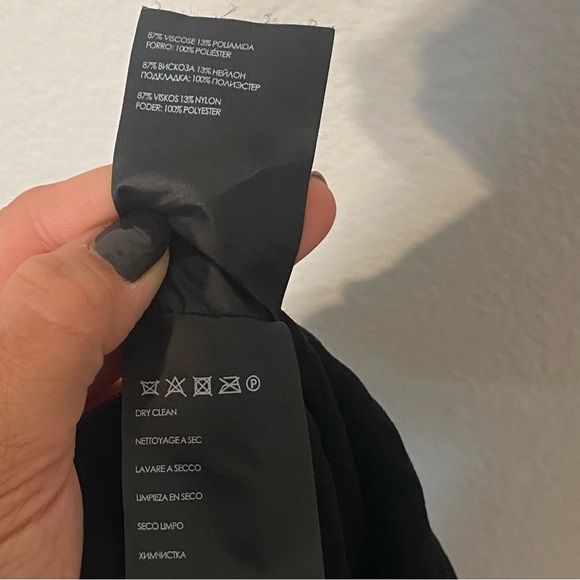 87% VISCOSE 13% POLIAMIDA
FORRO: 100% POLIÉSTER
87% ВИСКОЗА 13% НЕЙЛОН
ПОДКЛАДКА: 100% ПОЛИЭСТЕР
87% VISKOS 13% NYLON
FODER: 100% POLYESTER
P
DRY CLEAN
NETTOYAGE A SEC
LAVARE A SECCO
LIMPIEZA EN SECO
SECO LIMPO
ХИМЧИСТКА